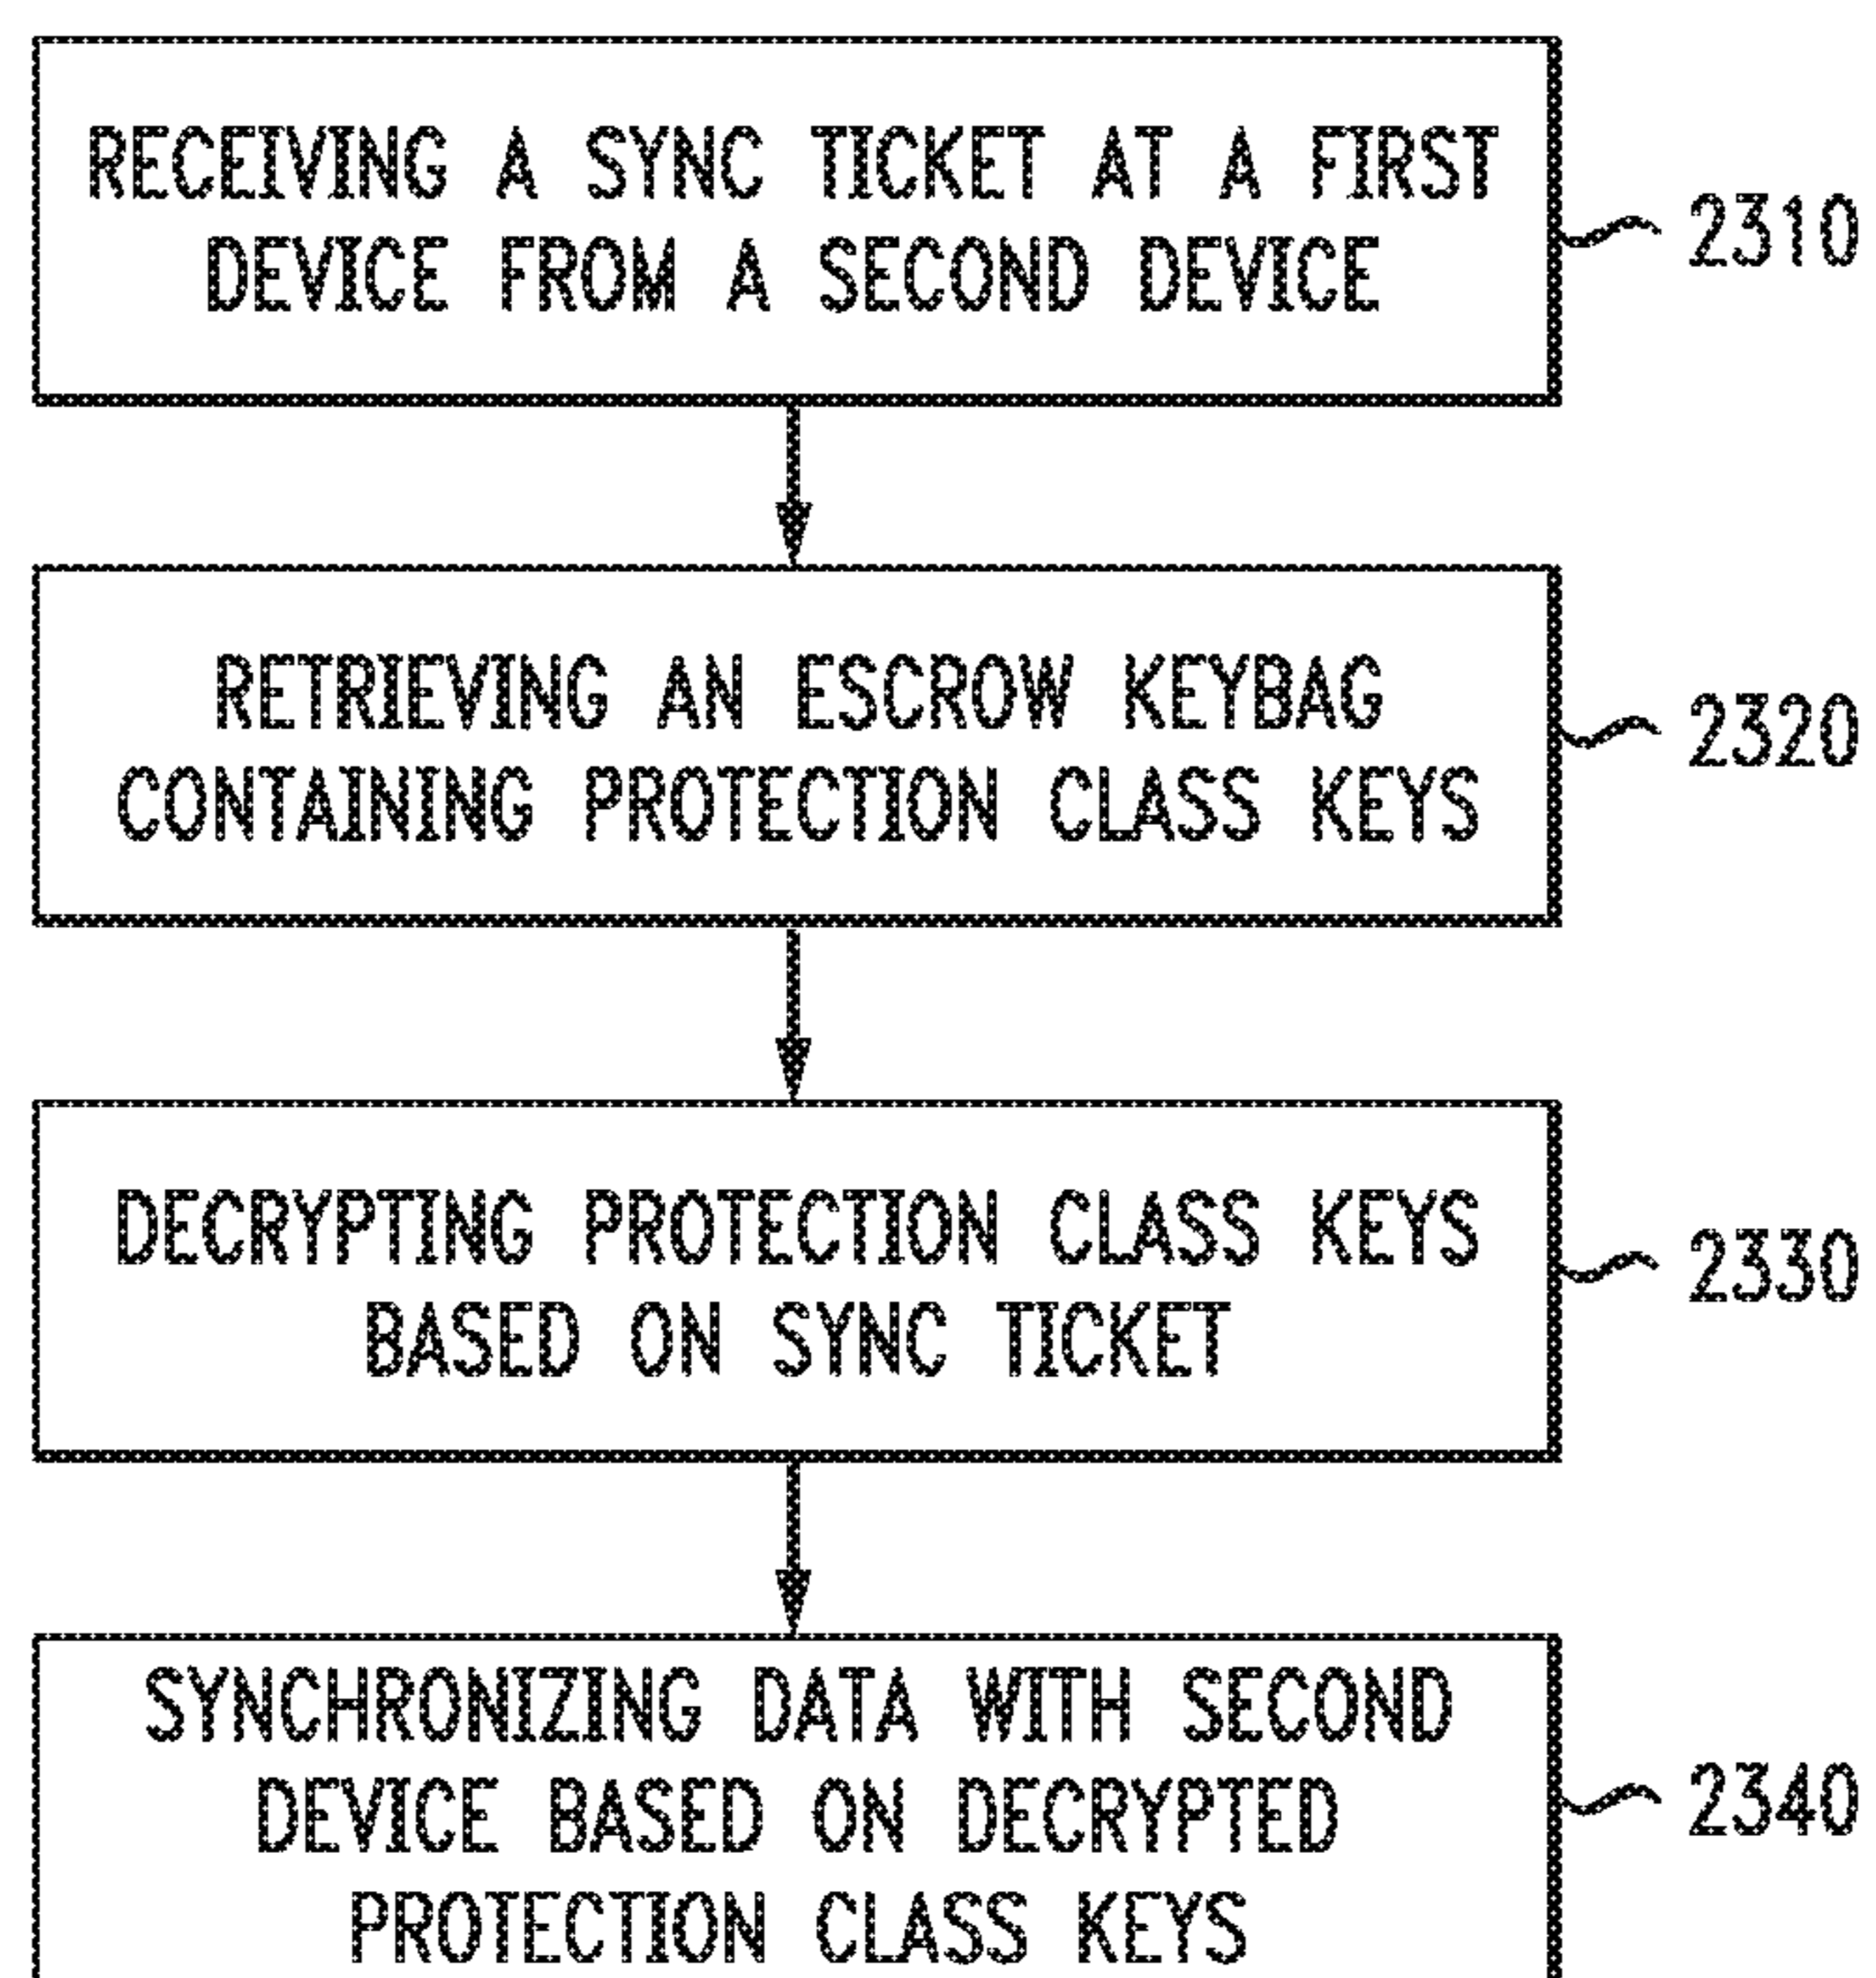 RECEIVING A SYNC TICKET AT A FIRST
DEVICE FROM A SECOND DEVICE
2310
RETRIEVING AN ESCROW KEYBAG
CONTAINING PROTECTION CLASS KEYS
2320
DECRYPTING PROTECTION CLASS KEYS
BASED ON SYNC TICKET
2330
SYNCHRONIZING DATA WITH SECOND
DEVICE BASED ON DECRYPTED
PROTECTION CLASS KEYS
2340